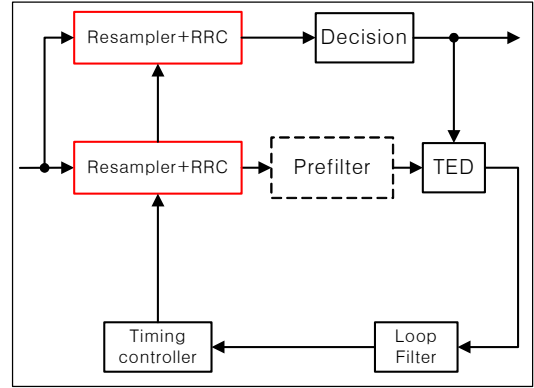 Resampler+RRC
Decision
Resampler+RRC
Prefilter
TED
Timing
controller
Loop
Filter